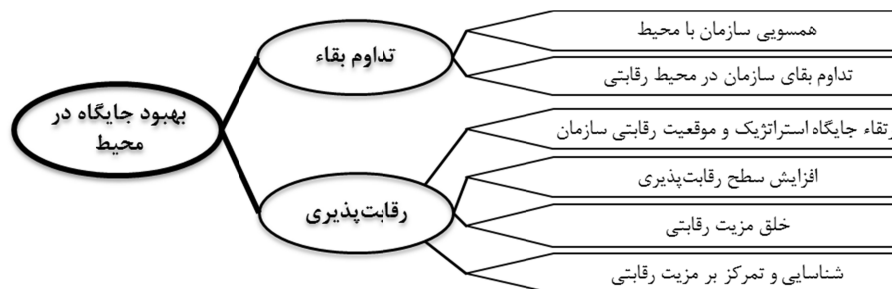 همسویی سازمان با محیط
تداوم بقاء
تداوم بقای سازمان در محیط رقابتی
بهبود جایگاه در
محیط
رتقاء جایگاه استراتژیک و موقعیت رقابتی سازمان
افزایش سطح رقابت‌پذیری
رقابت‌پذیری
خلق مزیت رقابتی
شناسایی و تمرکز بر مزیت رقابتی